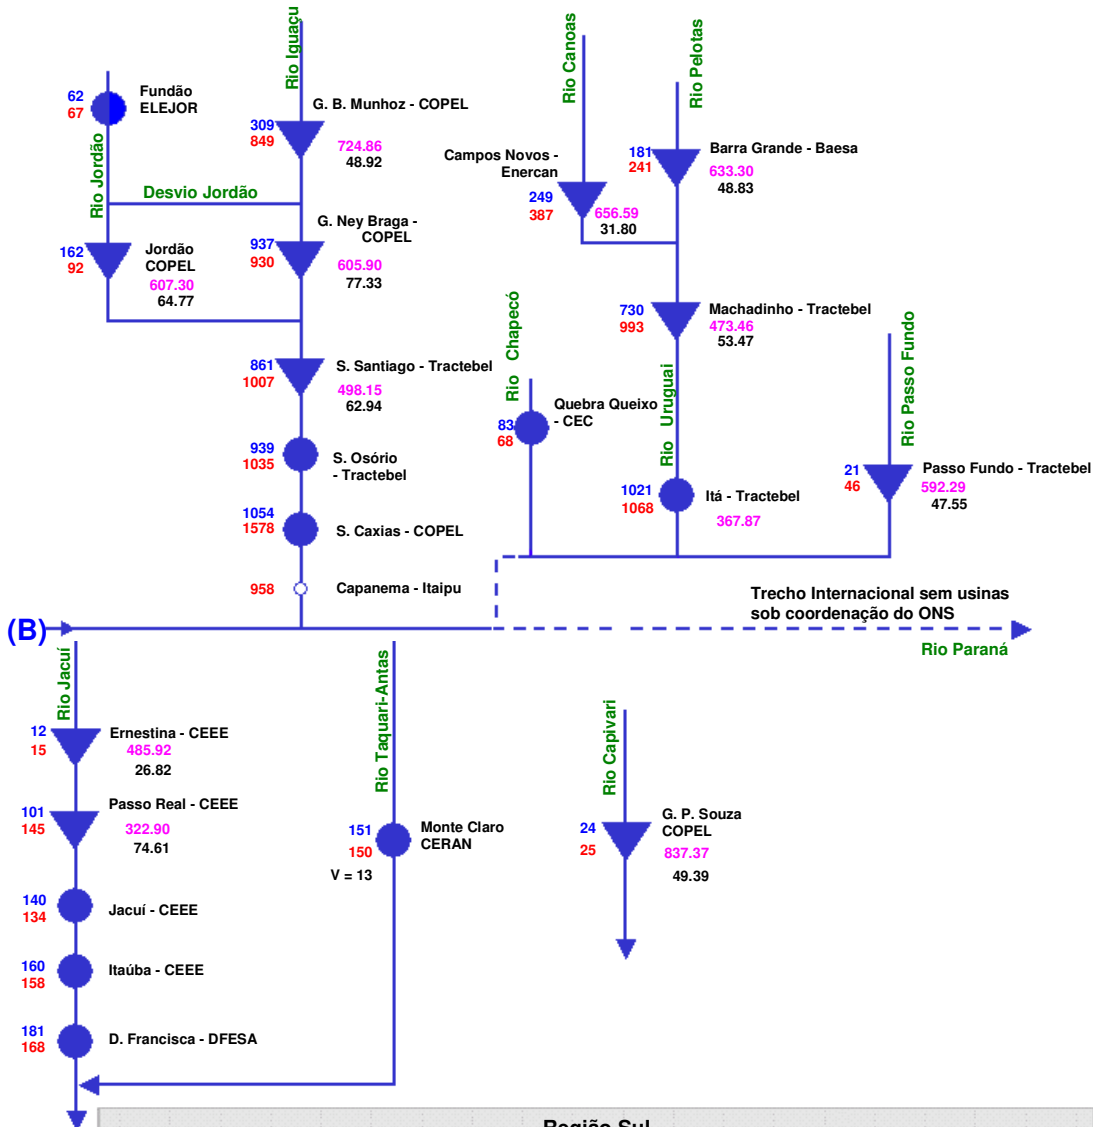 Rio Iguaçu
62
67
Fundão
ELEJOR
Rio Jordão
Desvio Jordão
G. B. Munhoz - COPEL
309
849
724.86
48.92
G. Ney Braga -
COPEL
937
930
605.90
77.33
162
92
Jordão
COPEL
607.30
64.77
861
1007
S. Santiago - Tractebel
498.15
62.94
939
1035
S. Osório
- Tractebel
1054
1578
S. Caxias - COPEL
958
Capanema - Itaipu
Rio Canoas
Rio Pelotas
Campos Novos -
Enercan
249
387
656.59
31.80
181
241
Barra Grande - Baesa
633.30
48.83
730
993
Machadinho - Tractebel
473.46
53.47
Rio Chapecó
83
68
Quebra Queixo
- CEC
Rio Uruguai
1021
1068
Itá - Tractebel
367.87
Rio Passo Fundo
21
46
Passo Fundo - Tractebel
592.29
47.55
Trecho Internacional sem usinas
sob coordenação do ONS
(B)
Rio Paraná
Rio Jacuí
12
15
Ernestina - CEEE
485.92
26.82
101
145
Passo Real - CEEE
322.90
74.61
140
134
Jacuí - CEEE
160
158
Itaúba - CEEE
181
168
D. Francisca - DFESA
Rio Taquari-Antas
151
150
V = 13
Monte Claro
CERAN
Rio Capivari
24
25
G. P. Souza
COPEL
837.37
49.39
Região Sul